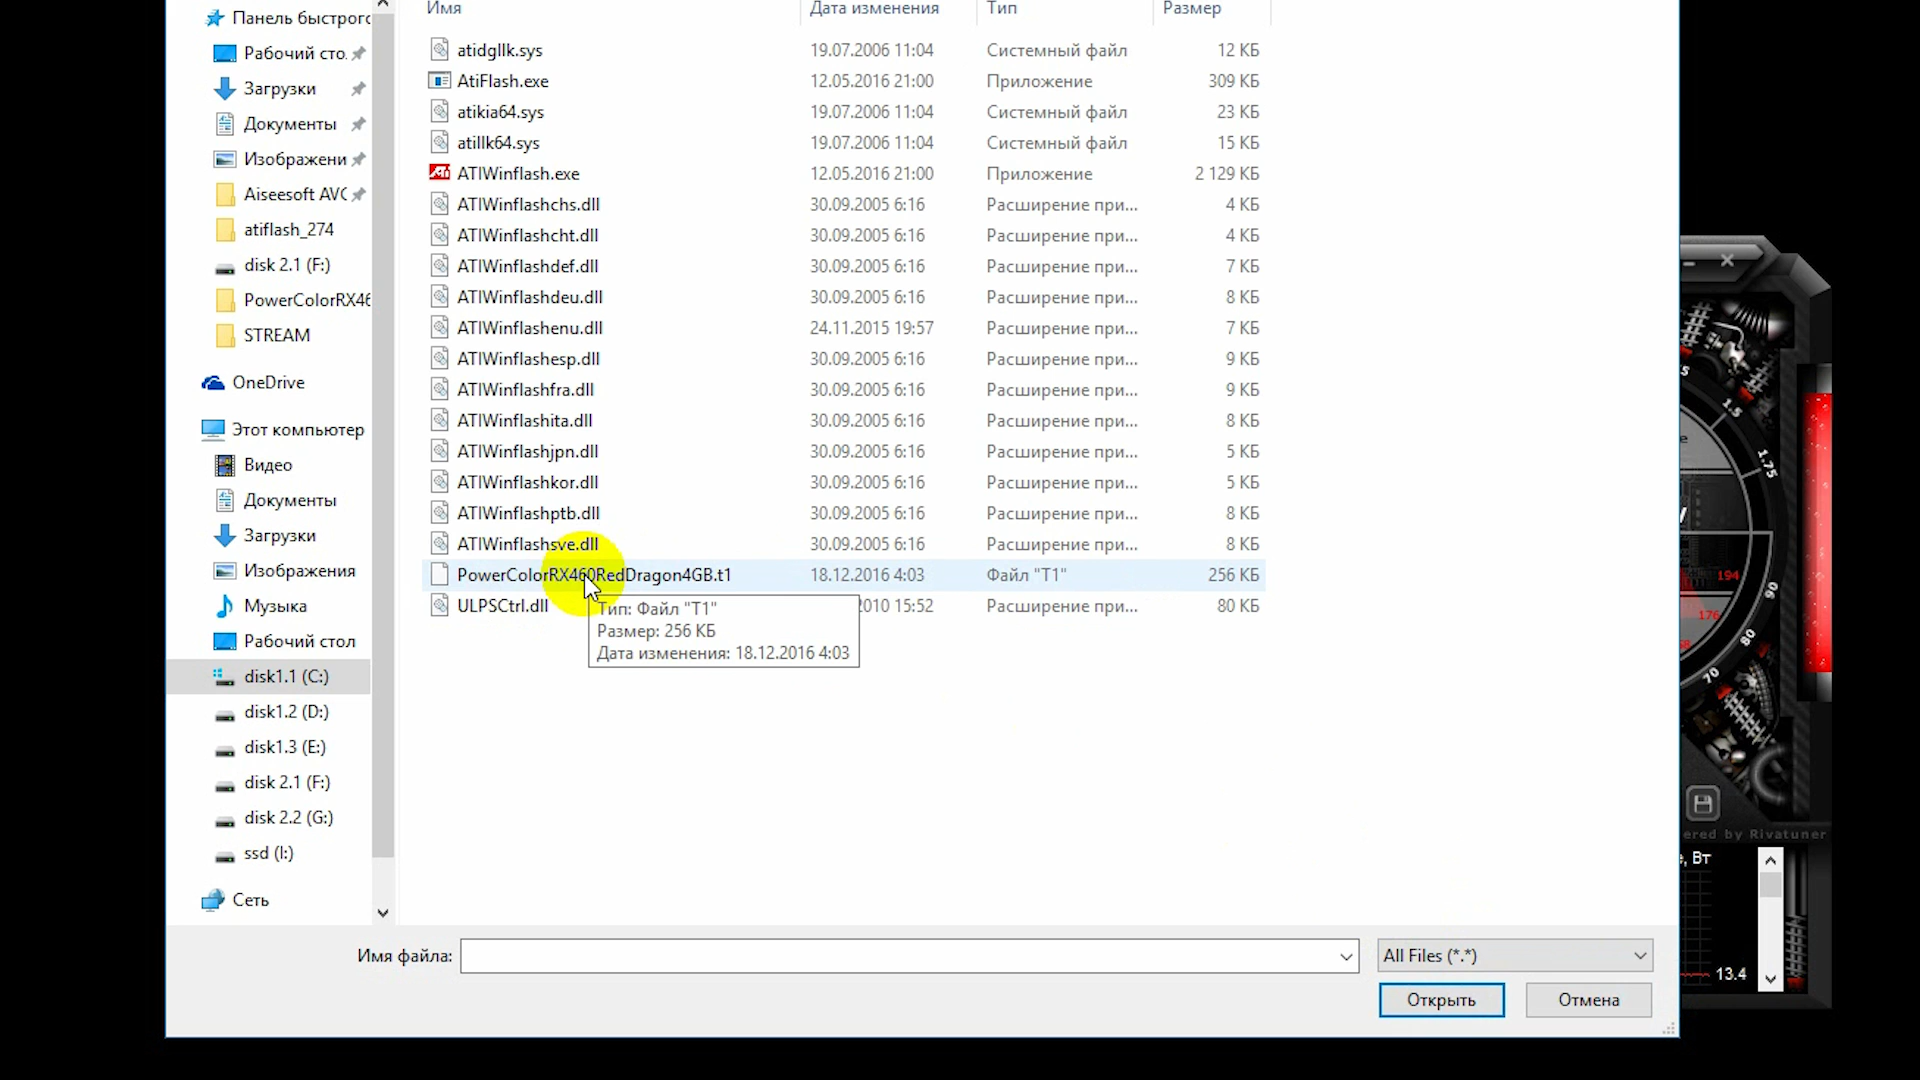 Имя Дата изменения Тип Размер
Панель быстрого
Рабочий сто.
Загрузки
Документы
Изображени
Aiseesoft AVC
atiflash_274
disk 2.1 (F:)
PowerColorRX46
STREAM
OneDrive
Этот компьютер
Видео
Документы
Загрузки
Изображения
Музыка
Рабочий стол
disk1.1 (C:)
disk1.2 (D:)
disk1.3 (E:)
disk 2.1 (F:)
disk 2.2 (G:)
ssd (I:)
Сеть
atidgllk.sys 19.07.2006 11:04 Системный файл 12 КБ
AtiFlash.exe 12.05.2016 21:00 Приложение 309 КБ
atikia64.sys 19.07.2006 11:04 Системный файл 23 КБ
atillk64.sys 19.07.2006 11:04 Системный файл 15 КБ
ATIWinflash.exe 12.05.2016 21:00 Приложение 2 129 КБ
ATIWinflashchs.dll 30.09.2005 6:16 Расширение при... 4 КБ
ATIWinflashcht.dll 30.09.2005 6:16 Расширение при... 4 КБ
ATIWinflashdef.dll 30.09.2005 6:16 Расширение при... 7 КБ
ATIWinflashdeu.dll 30.09.2005 6:16 Расширение при... 8 КБ
ATIWinflashenu.dll 24.11.2015 19:57 Расширение при... 7 КБ
ATIWinflashesp.dll 30.09.2005 6:16 Расширение при... 9 КБ
ATIWinflashfra.dll 30.09.2005 6:16 Расширение при... 9 КБ
ATIWinflashita.dll 30.09.2005 6:16 Расширение при... 8 КБ
ATIWinflashjpn.dll 30.09.2005 6:16 Расширение при... 5 КБ
ATIWinflashkor.dll 30.09.2005 6:16 Расширение при... 5 КБ
ATIWinflashptb.dll 30.09.2005 6:16 Расширение при... 8 КБ
ATIWinflashsve.dll 30.09.2005 6:16 Расширение при... 8 КБ
PowerColorRX460RedDragon4GB.t1 18.12.2016 4:03 Файл "T1" 256 КБ
ULPSCtrl.dll 2010 15:52 Расширение при... 80 КБ
Тип: Файл "T1"
Размер: 256 КБ
Дата изменения: 18.12.2016 4:03
Имя файла: All Files (*.*)
Открыть Отмена
1.5
1.75
194
90
176
80
70
ered by Rivatuner
, Вт
13.4